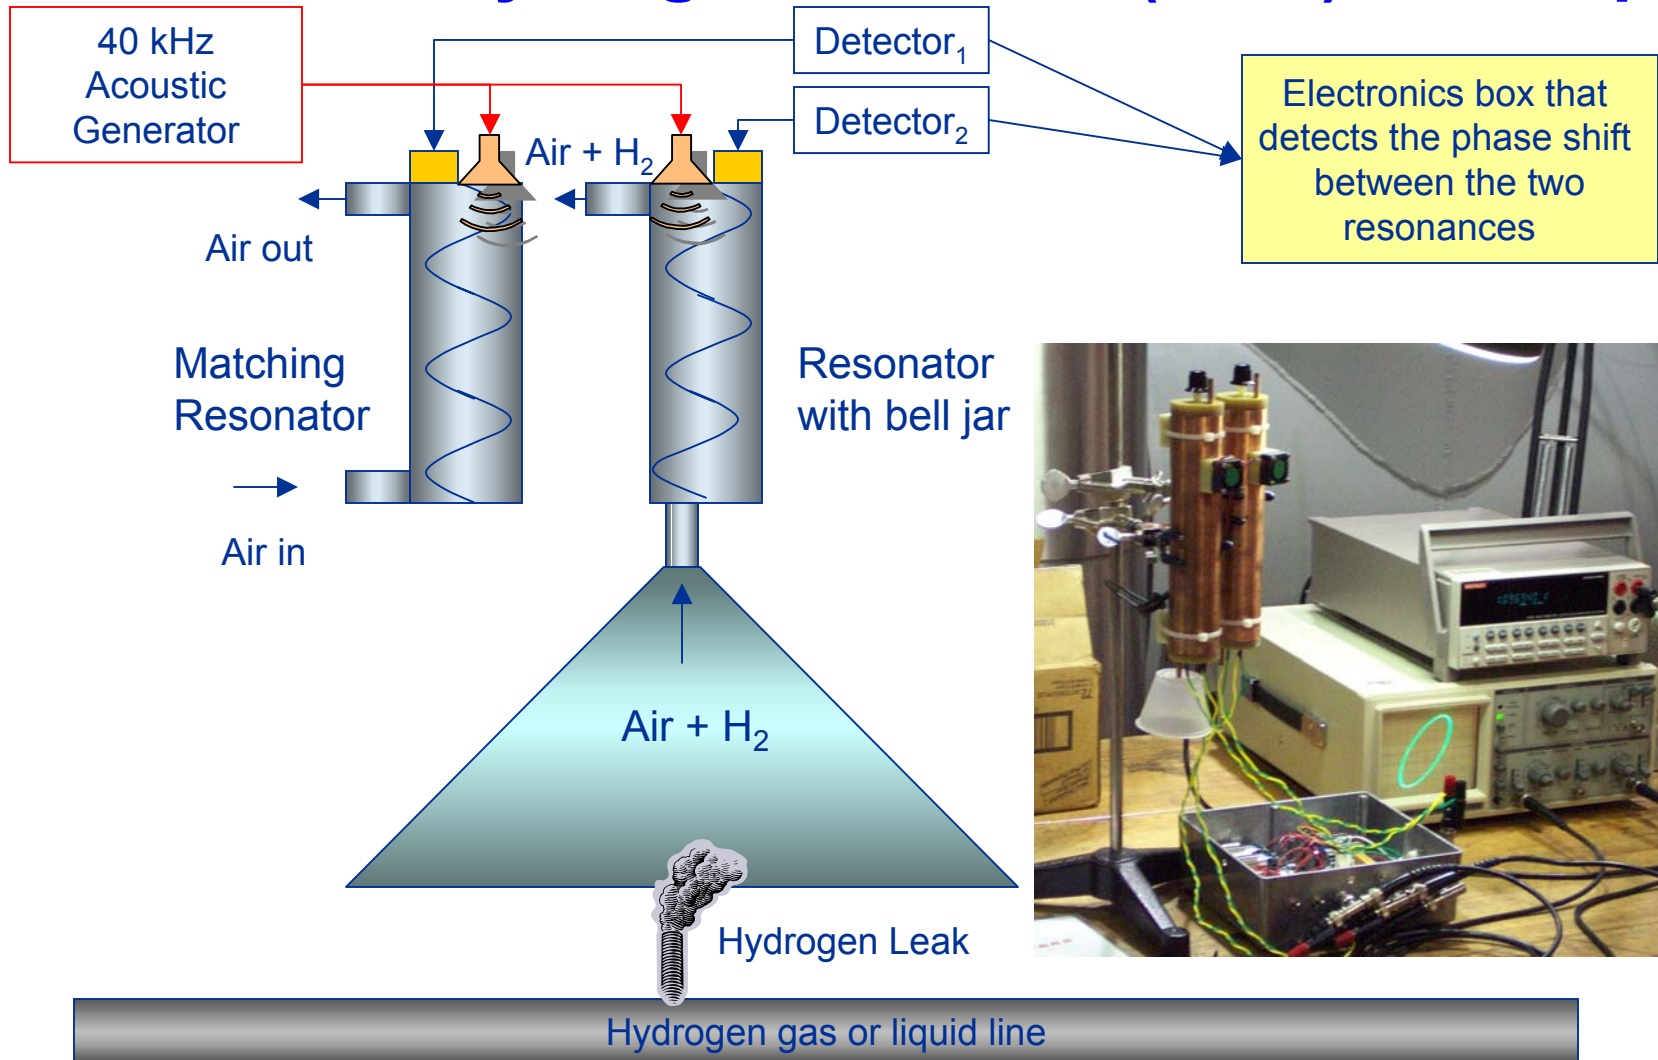 40 kHz
Acoustic
Generator
Detector1
Detector2
Electronics box that
detects the phase shift
between the two
resonances
Air + H2
Air out
Matching
Resonator
Resonator
with bell jar
Air in
Air + H2
Hydrogen Leak
Hydrogen gas or liquid line